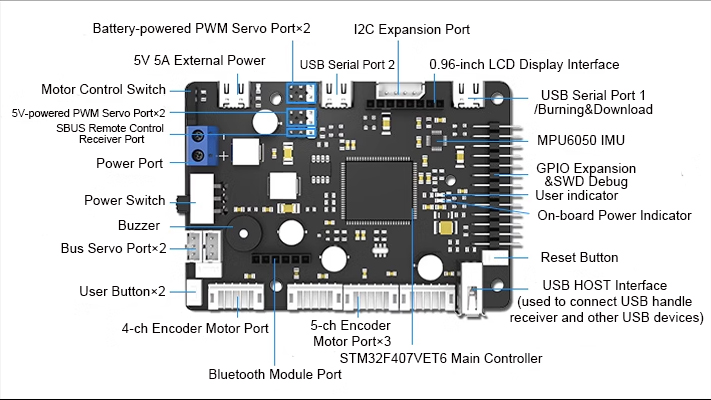 Battery-powered PWM Servo Port×2
I2C Expansion Port
5V 5A External Power
USB Serial Port 2
0.96-inch LCD Display Interface
Motor Control Switch
USB Serial Port 1
/Burning&Download
5V-powered PWM Servo Port×2
SBUS Remote Control
Receiver Port
MPU6050 IMU
Power Port
GPIO Expansion
&SWD Debug
User indicator
Power Switch
On-board Power Indicator
Buzzer
Bus Servo Port×2
Reset Button
User Button×2
USB HOST Interface
(used to connect USB handle
receiver and other USB devices)
4-ch Encoder Motor Port
5-ch Encoder
Motor Port×3
STM32F407VET6 Main Controller
Bluetooth Module Port